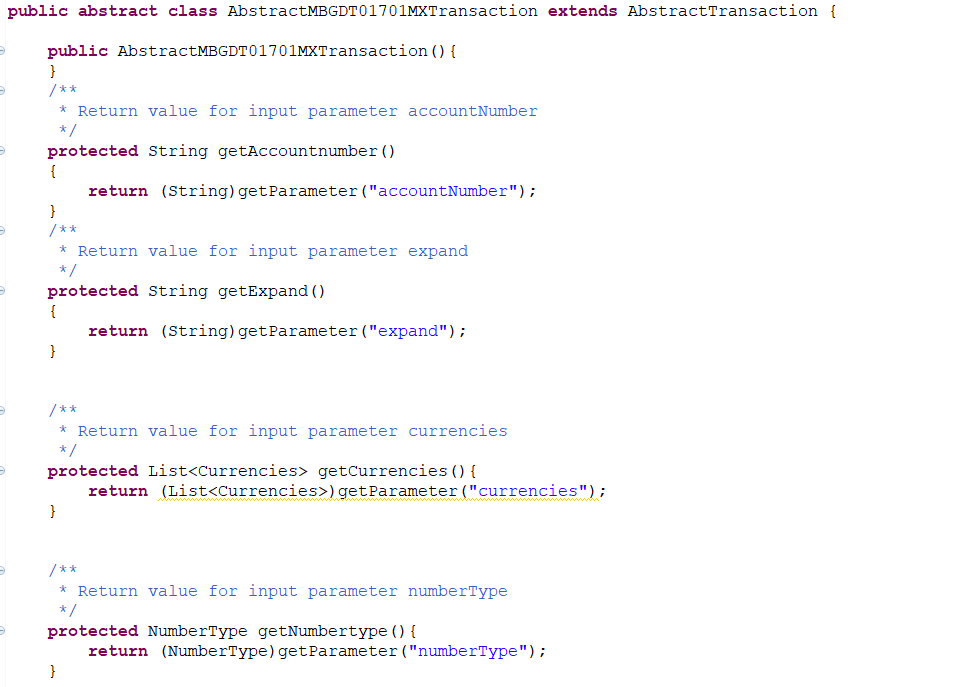 public abstract class AbstractMBGDT01701MXTransaction extends AbstractTransaction {
public AbstractMBGDT01701MXTransaction(){
}
/**
* Return value for input parameter accountNumber
*/
protected String getAccountnumber()
{
return (String)getParameter("accountNumber");
}
/**
* Return value for input parameter expand
*/
protected String getExpand()
{
return (String)getParameter("expand");
}
/**
* Return value for input parameter currencies
*/
protected List<Currencies> getCurrencies(){
return (List<Currencies>)getParameter("currencies");
}
/**
* Return value for input parameter numberType
*/
protected NumberType getNumbertype(){
return (NumberType)getParameter("numberType");
}